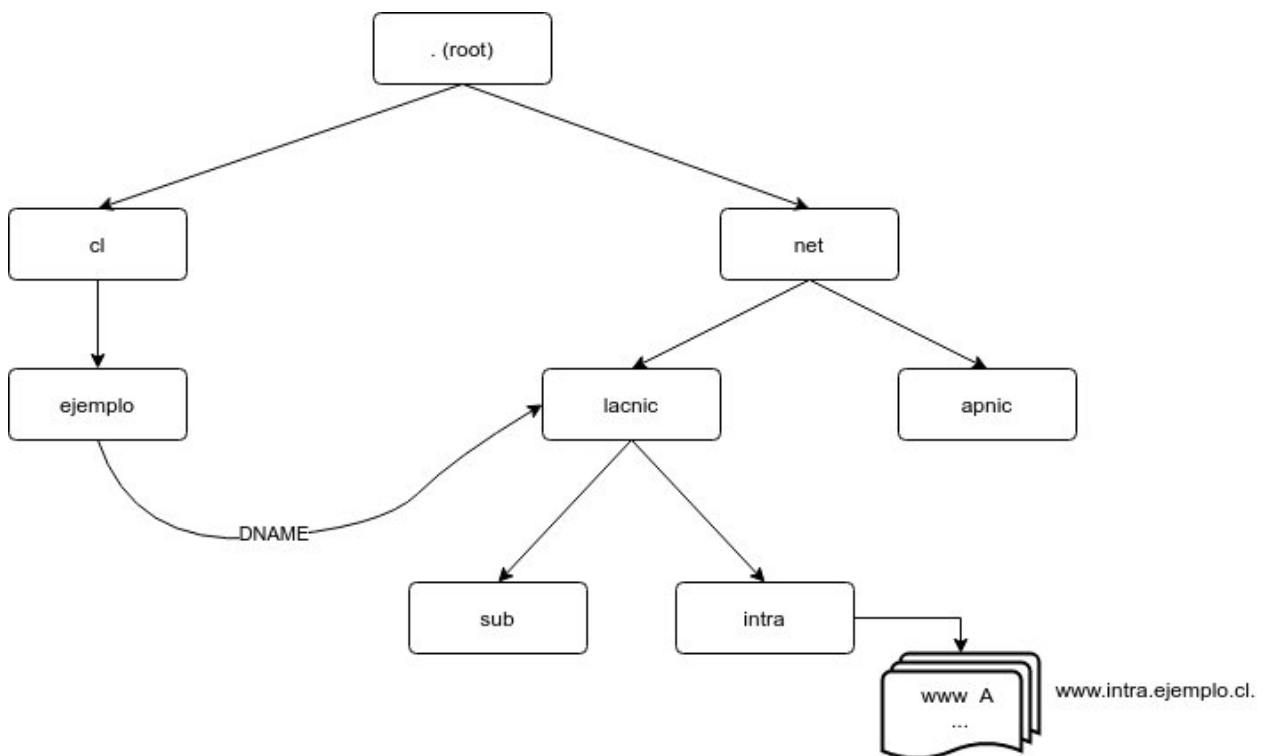 . (root)
cl
net
ejemplo
lacnic
apnic
DNAME
sub
intra
www A
...
www.intra.ejemplo.cl.